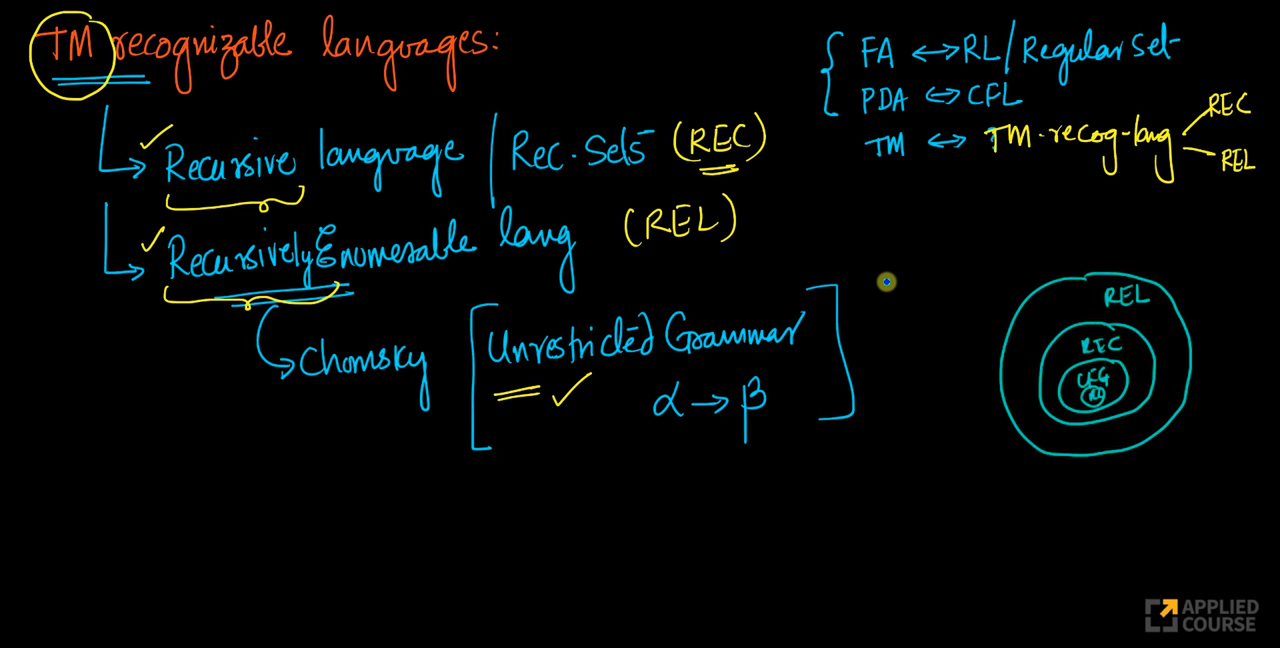 TM recognizable languages:
Recursive language / Rec. Sets (REC)
Recursively Enumerable lang (REL)
Chomsky [Unrestricted Grammar]
α → β
FA ↔ RL/Regular Set
PDA ↔ CFL
TM ↔ TM-recog-lang
REC
REL
REL
REC
CFG
APPLIED
COURSE